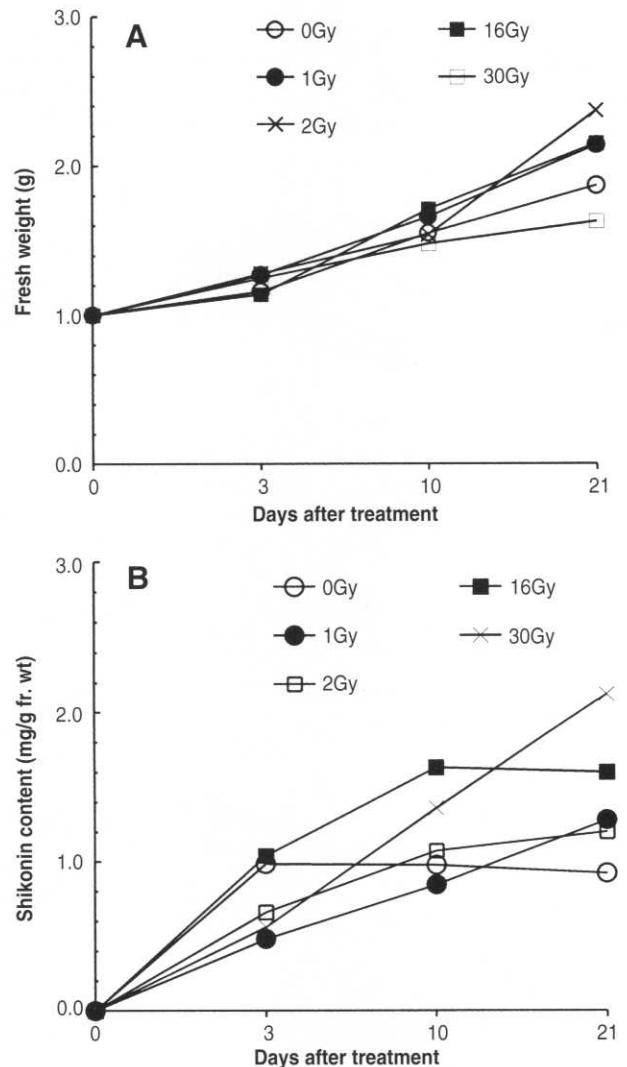 A
0Gy
16Gy
1Gy
30Gy
2Gy
3.0
2.0
1.0
0.0
Fresh weight (g)
0
3
10
21
Days after treatment
B
0Gy
16Gy
1Gy
30Gy
2Gy
3.0
2.0
1.0
0.0
Shikonin content (mg/g fr. wt)
0
3
10
21
Days after treatment